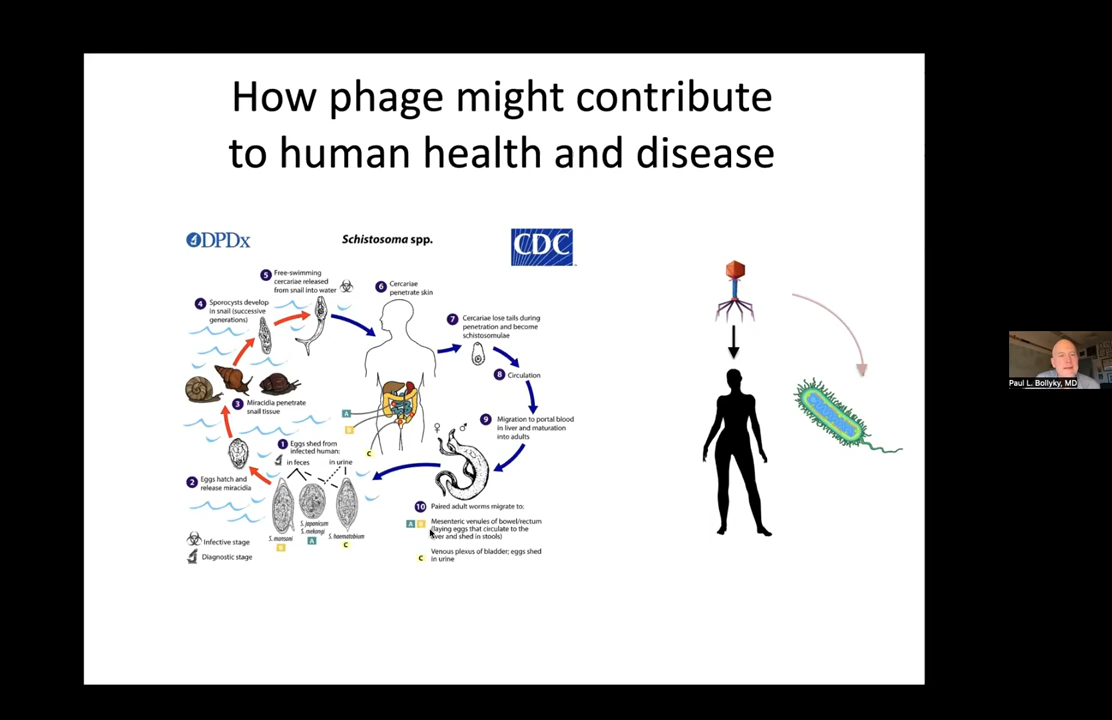 How phage might contribute
to human health and disease
DPDx
Schistosoma spp.
CDC
5 Free-swimming
cercariae released
from snail into water
6 Cercariae
penetrate skin
4 Sporocysts develop
in snail (successive
generations)
7 Cercariae lose tails during
penetration and become
schistosomulae
8 Circulation
3 Miracidia penetrate
snail tissue
A
B
C
9 Migration to portal blood
in liver and maturation
into adults
♀ ♂
1 Eggs shed from
infected human:
in feces in urine
2 Eggs hatch and
release miracidia
10 Paired adult worms migrate to:
A B Mesenteric venules of bowel/rectum
(laying eggs that circulate to the
liver and shed in stools)
C Venous plexus of bladder; eggs shed
in urine
S. mansoni
B
S. japonicum
S. mekongi
A
S. haematobium
C
Infective stage
Diagnostic stage
Paul L. Bollyky, MD